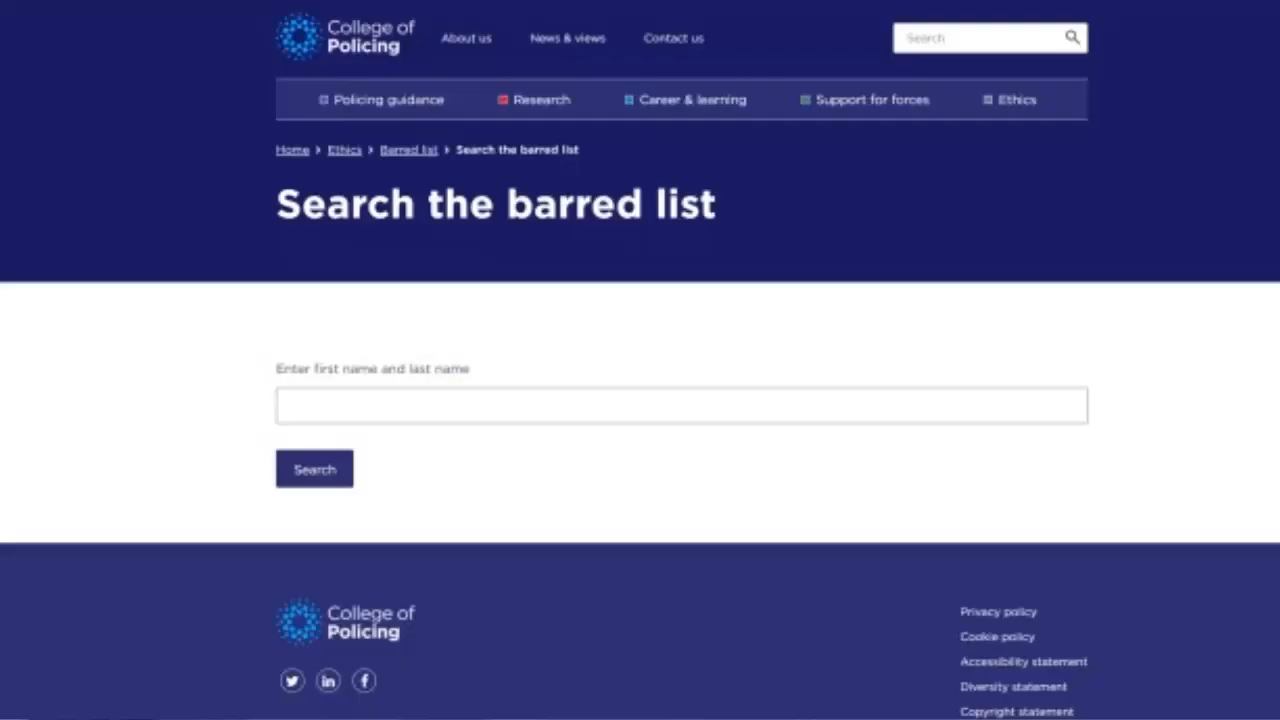 College of
Policing
About us
News & views
Contact us
Search
Policing guidance
Research
Career & learning
Support for forces
Ethics
Home > Ethics > Barred list > Search the barred list
Search the barred list
Enter first name and last name
Search
College of
Policing
Privacy policy
Cookie policy
Accessibility statement
Diversity statement
Copyright statement